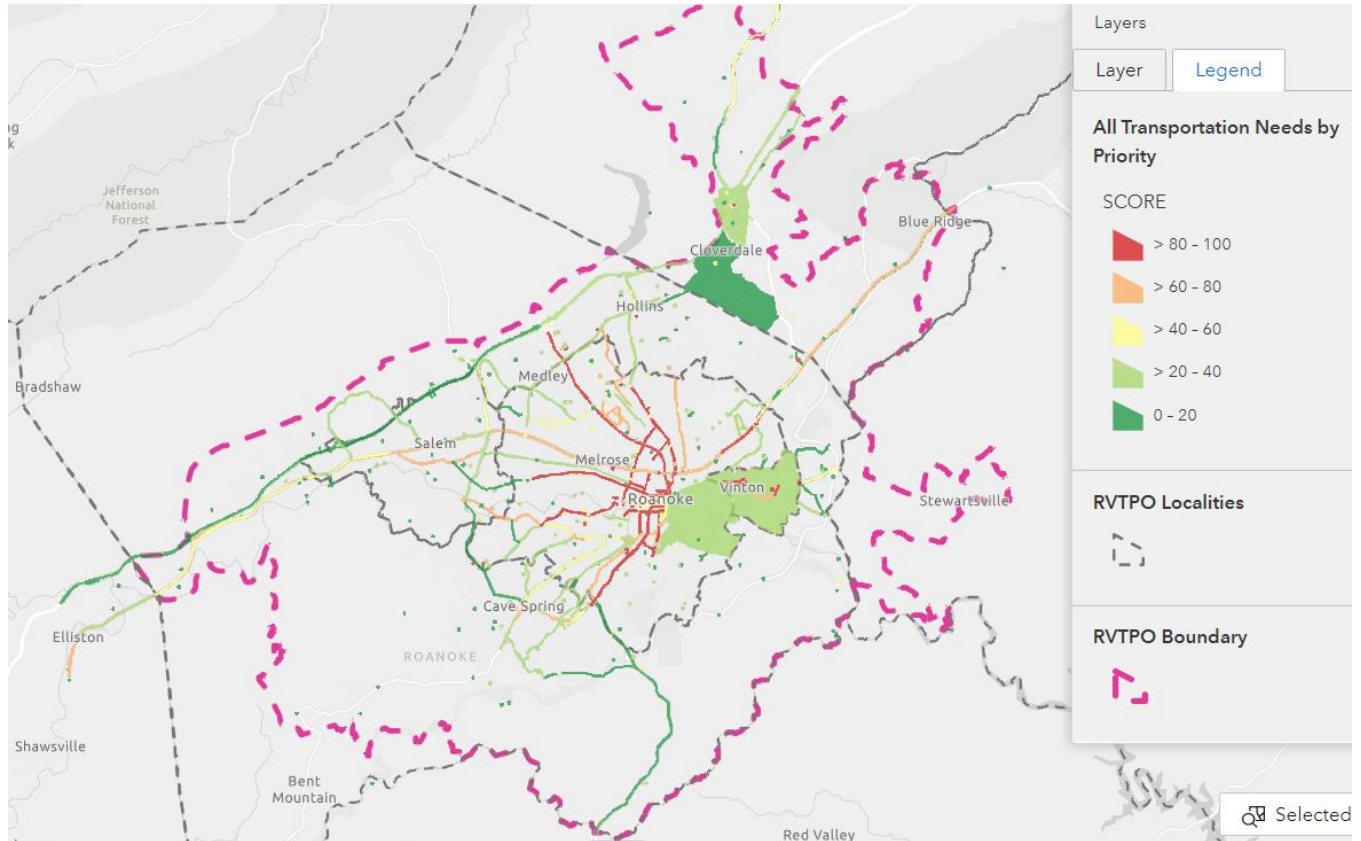 Layers
Layer
Legend
All Transportation Needs by
Priority
SCORE
> 80 - 100
> 60 - 80
> 40 - 60
> 20 - 40
0 - 20
RVTPO Localities
RVTPO Boundary
Selected
Jefferson
National
Forest
Blue Ridge
Cloverdale
Hollins
Bradshaw
Medley
Salem
Melrose
Vinton
Roanoke
Stewartsville
Cave Spring
Elliston
ROANOKE
Shawsville
Bent
Mountain
Red Valley